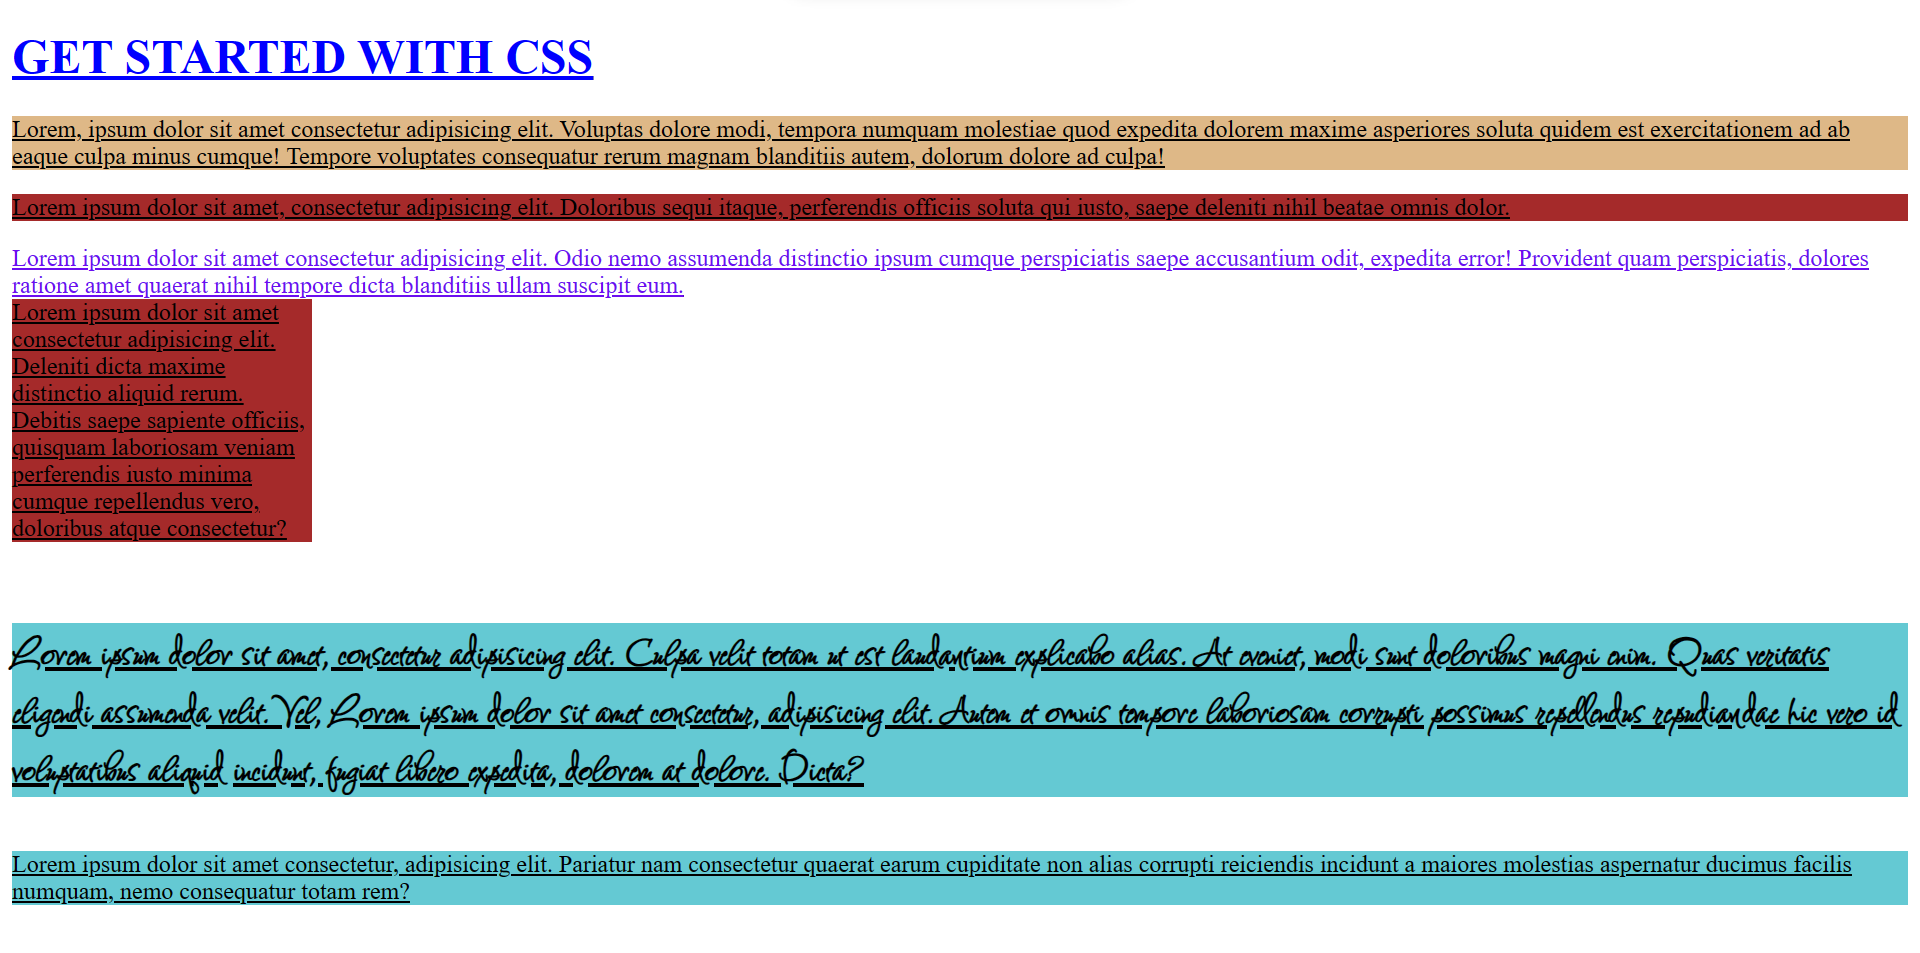 GET STARTED WITH CSS
Lorem, ipsum dolor sit amet consectetur adipisicing elit. Voluptas dolore modi, tempora numquam molestiae quod expedita dolorem maxime asperiores soluta quidem est exercitationem ad ab
eaque culpa minus cumque! Tempore voluptates consequatur rerum magnam blanditiis autem, dolorum dolore ad culpa!
Lorem ipsum dolor sit amet, consectetur adipisicing elit. Doloribus sequi itaque, perferendis officiis soluta qui iusto, saepe deleniti nihil beatae omnis dolor.
Lorem ipsum dolor sit amet consectetur adipisicing elit. Odio nemo assumenda distinctio ipsum cumque perspiciatis saepe accusantium odit, expedita error! Provident quam perspiciatis, dolores
ratione amet quaerat nihil tempore dicta blanditiis ullam suscipit eum.
Lorem ipsum dolor sit amet
consectetur adipisicing elit.
Deleniti dicta maxime
distinctio aliquid rerum.
Debitis saepe sapiente officiis,
quisquam laboriosam veniam
perferendis iusto minima
cumque repellendus vero,
doloribus atque consectetur?
Lorem ipsum dolor sit amet, consectetur adipisicing elit. Culpa velit totam ut est laudantium explicabo alias. At eveniet, modi sunt doloribus magni enim. Quas veritatis
eligendi assumenda velit. Vel, Lorem ipsum dolor sit amet consectetur, adipisicing elit. Autem et omnis tempore laboriosam corrupti possimus repellendus repudiandae hic vero id
voluptatibus aliquid incidunt, fugiat libero expedita, dolorem at dolore. Dicta?
Lorem ipsum dolor sit amet consectetur, adipisicing elit. Pariatur nam consectetur quaerat earum cupiditate non alias corrupti reiciendis incidunt a maiores molestias aspernatur ducimus facilis
numquam, nemo consequatur totam rem?